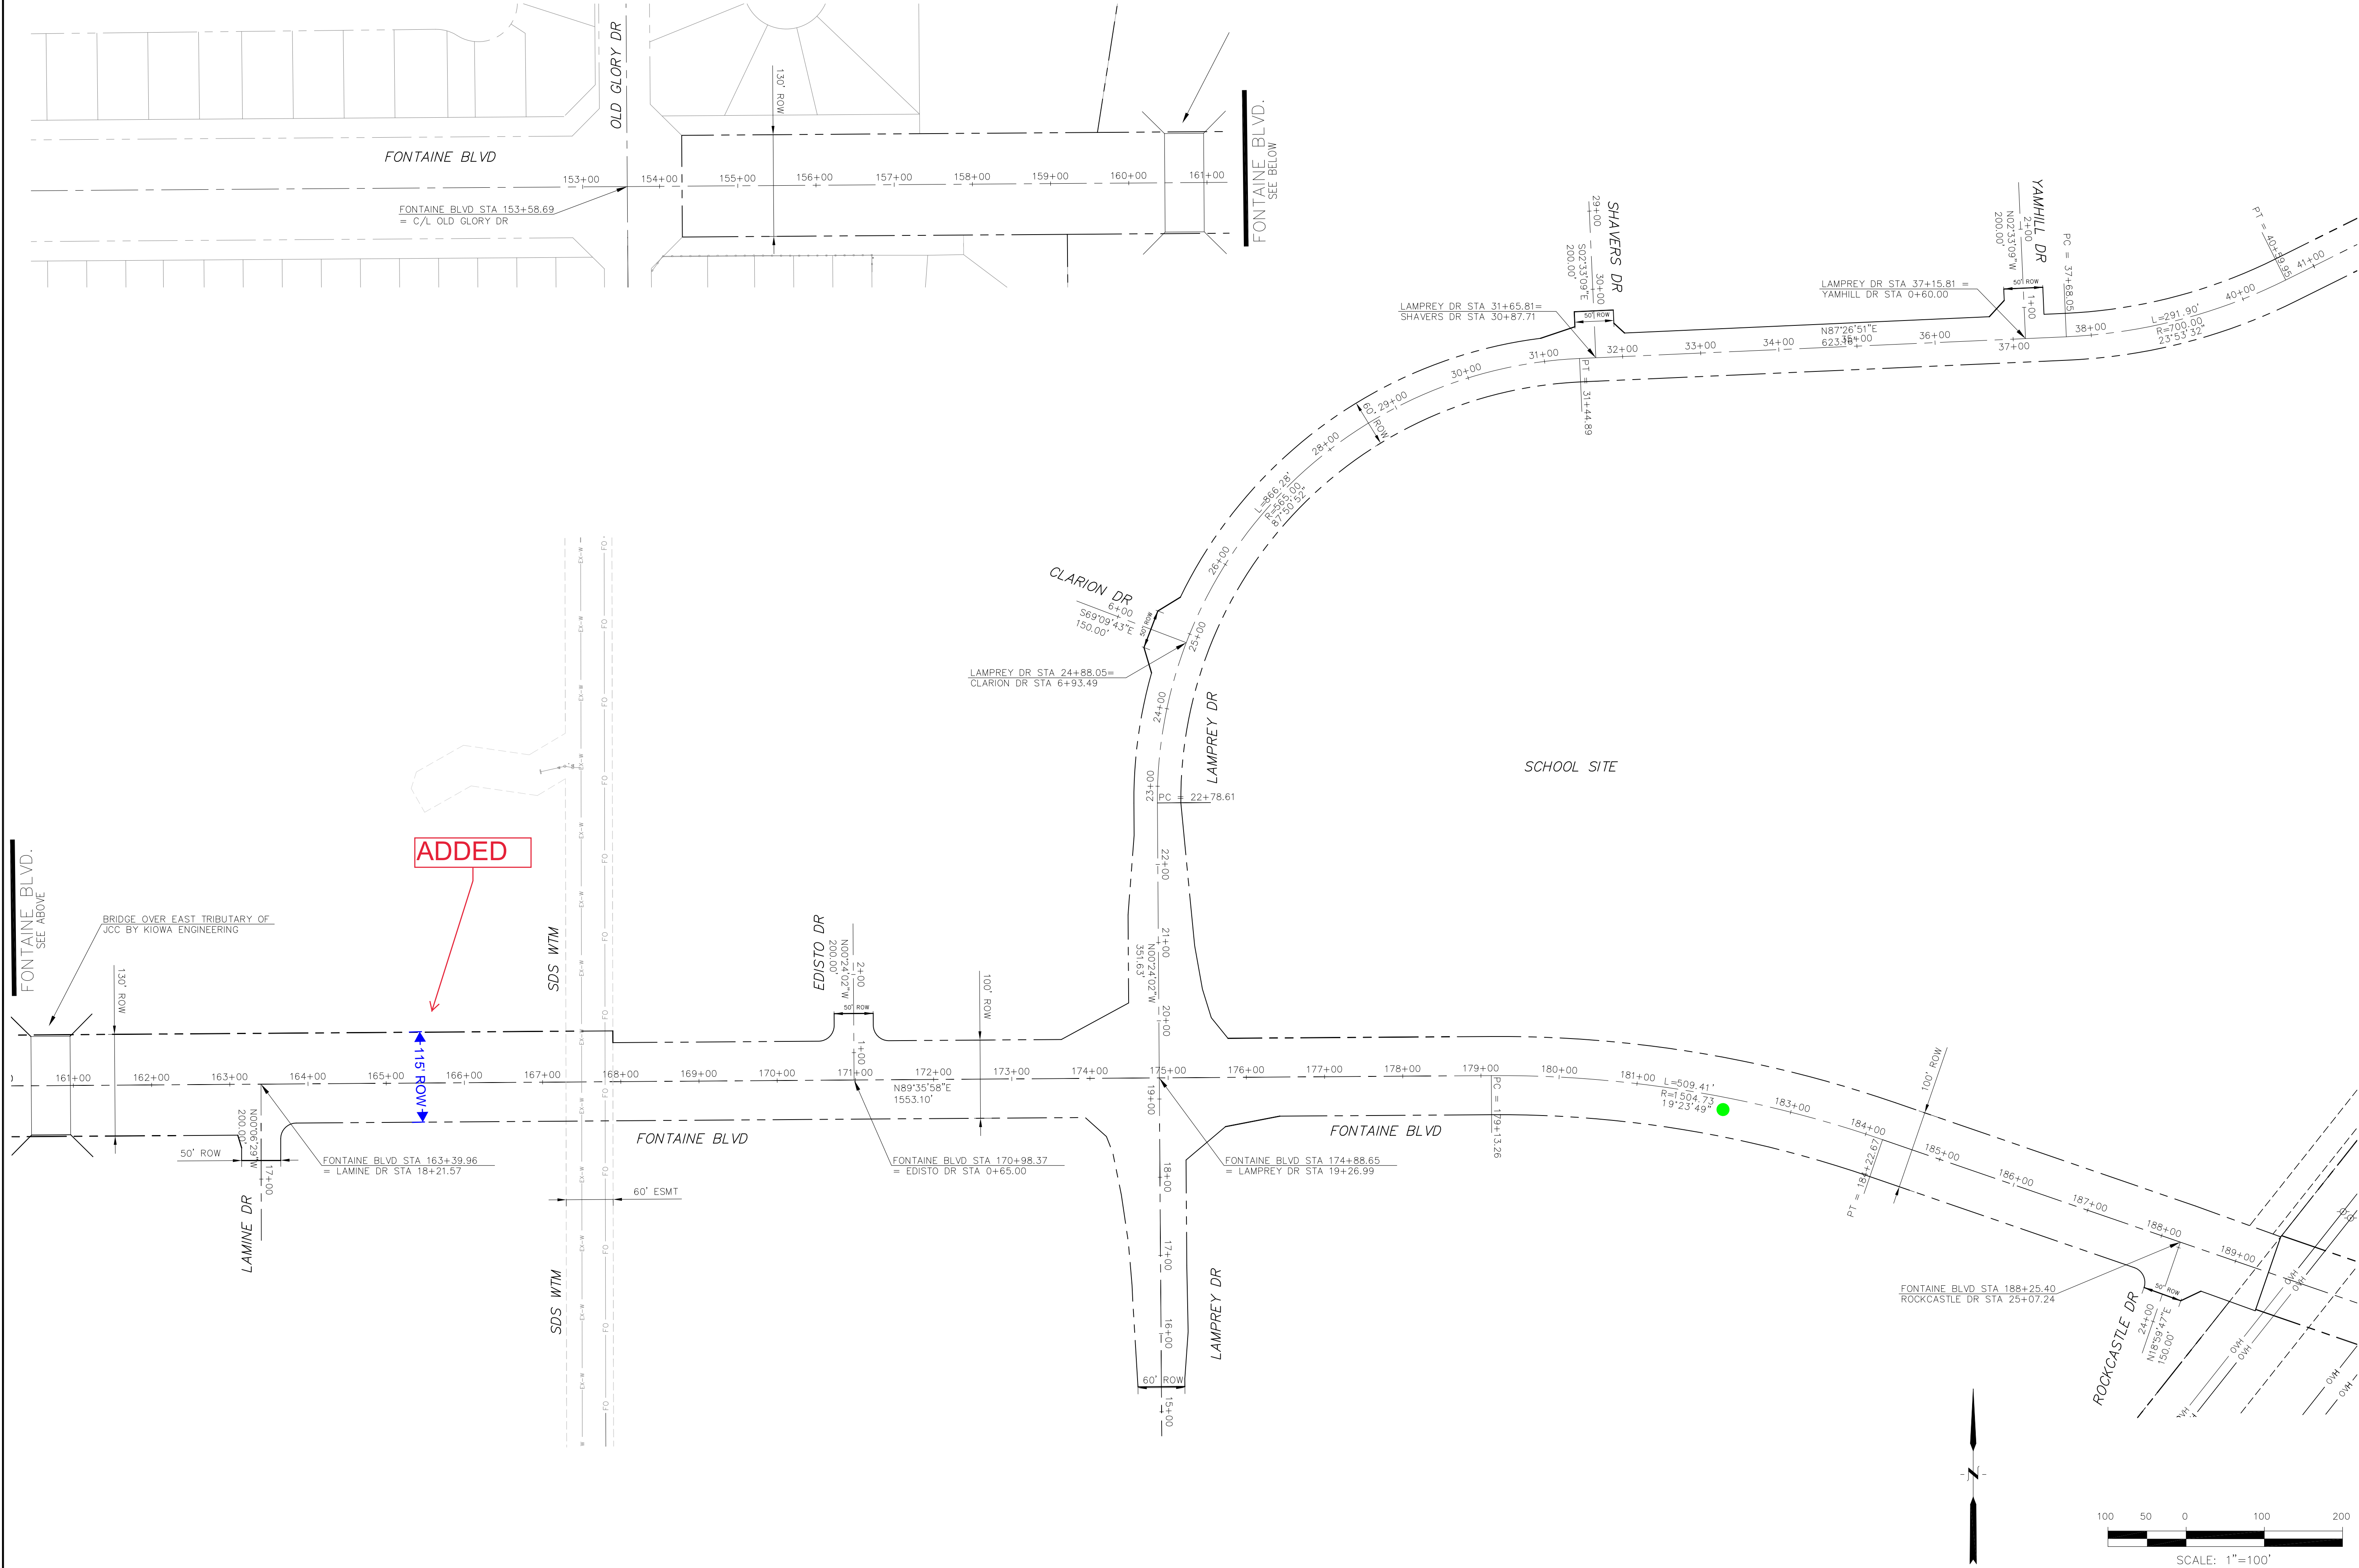 OLD GLORY DR
130' ROW
FONTAINE BLVD
153+00
154+00
155+00
156+00
157+00
158+00
159+00
160+00
161+00
FONTAINE BLVD STA 153+58.69
= C/L OLD GLORY DR
FONTAINE BLVD.
SEE BELOW
SHAVERS DR
29+00
30+00
S02°33'09"E
200.00'
50' ROW
LAMPREY DR STA 31+65.81=
SHAVERS DR STA 30+87.71
YAMHILL DR
2+00
N02°33'09"W
200.00'
50' ROW
1+00
LAMPREY DR STA 37+15.81 =
YAMHILL DR STA 0+60.00
PC = 37+68.05
PT = 40+59.95
41+00
40+00
L=291.90'
R=700.00
23°53'32"
38+00
37+00
36+00
35+00
N87°26'51"E
623.16'
34+00
33+00
32+00
31+00
PT = 31+44.89
30+00
29+00
60' ROW
28+00
L=866.28'
R=565.00'
87°50'52"
26+00
25+00
CLARION DR
6+00
S69°09'43"E
150.00'
50' ROW
LAMPREY DR STA 24+88.05=
CLARION DR STA 6+93.49
24+00
LAMPREY DR
23+00
PC = 22+78.61
SCHOOL SITE
22+00
21+00
N00°24'02"W
351.63'
20+00
ADDED
FONTAINE BLVD.
SEE ABOVE
BRIDGE OVER EAST TRIBUTARY OF
JCC BY KIOWA ENGINEERING
130' ROW
SDS WTM
EDISTO DR
2+00
N00°24'02"W
200.00'
50' ROW
1+00
100' ROW
115' ROW
161+00
162+00
163+00
164+00
165+00
166+00
167+00
168+00
169+00
170+00
171+00
172+00
173+00
174+00
175+00
176+00
177+00
178+00
179+00
180+00
181+00
183+00
184+00
185+00
186+00
187+00
188+00
189+00
N89°35'58"E
1553.10'
L=509.41'
R=1504.73
19°23'49"
PC = 179+13.26
100' ROW
PT = 184+22.67
N00°06'29"W
200.00'
50' ROW
17+00
LAMINE DR
FONTAINE BLVD STA 163+39.96
= LAMINE DR STA 18+21.57
FONTAINE BLVD
60' ESMT
SDS WTM
FONTAINE BLVD STA 170+98.37
= EDISTO DR STA 0+65.00
19+00
FONTAINE BLVD STA 174+88.65
= LAMPREY DR STA 19+26.99
FONTAINE BLVD
18+00
17+00
16+00
LAMPREY DR
60' ROW
15+00
FONTAINE BLVD STA 188+25.40
ROCKCASTLE DR STA 25+07.24
50' ROW
ROCKCASTLE DR
24+00
N18°59'47"E
150.00'
OVH
OVH
OVH
OVH
OVH
OVH
N
100 50 0 100 200
SCALE: 1"=100'